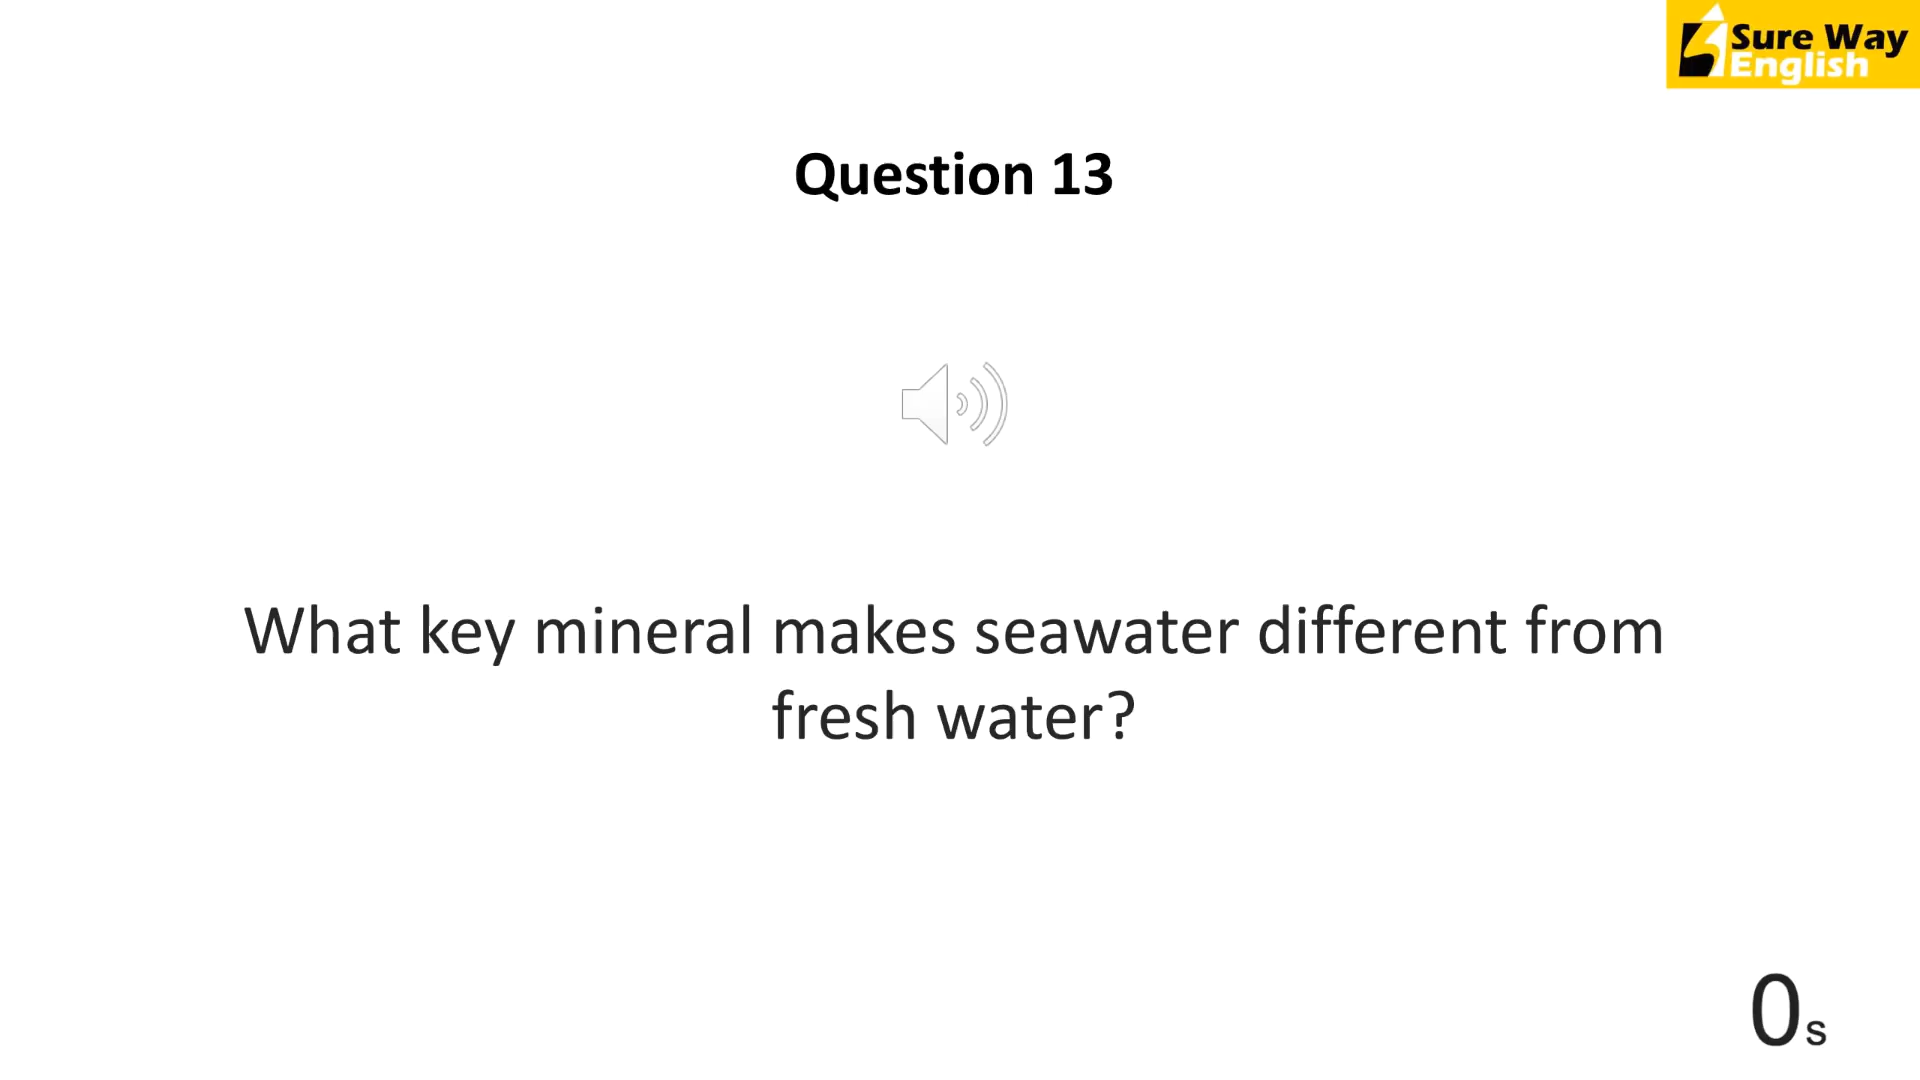 Sure Way
English
Question 13
What key mineral makes seawater different from
fresh water?
0s